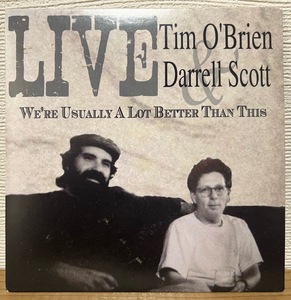 LIVE
Tim O'Brien
&
Darrell Scott
WE'RE USUALLY A LOT BETTER THAN THIS